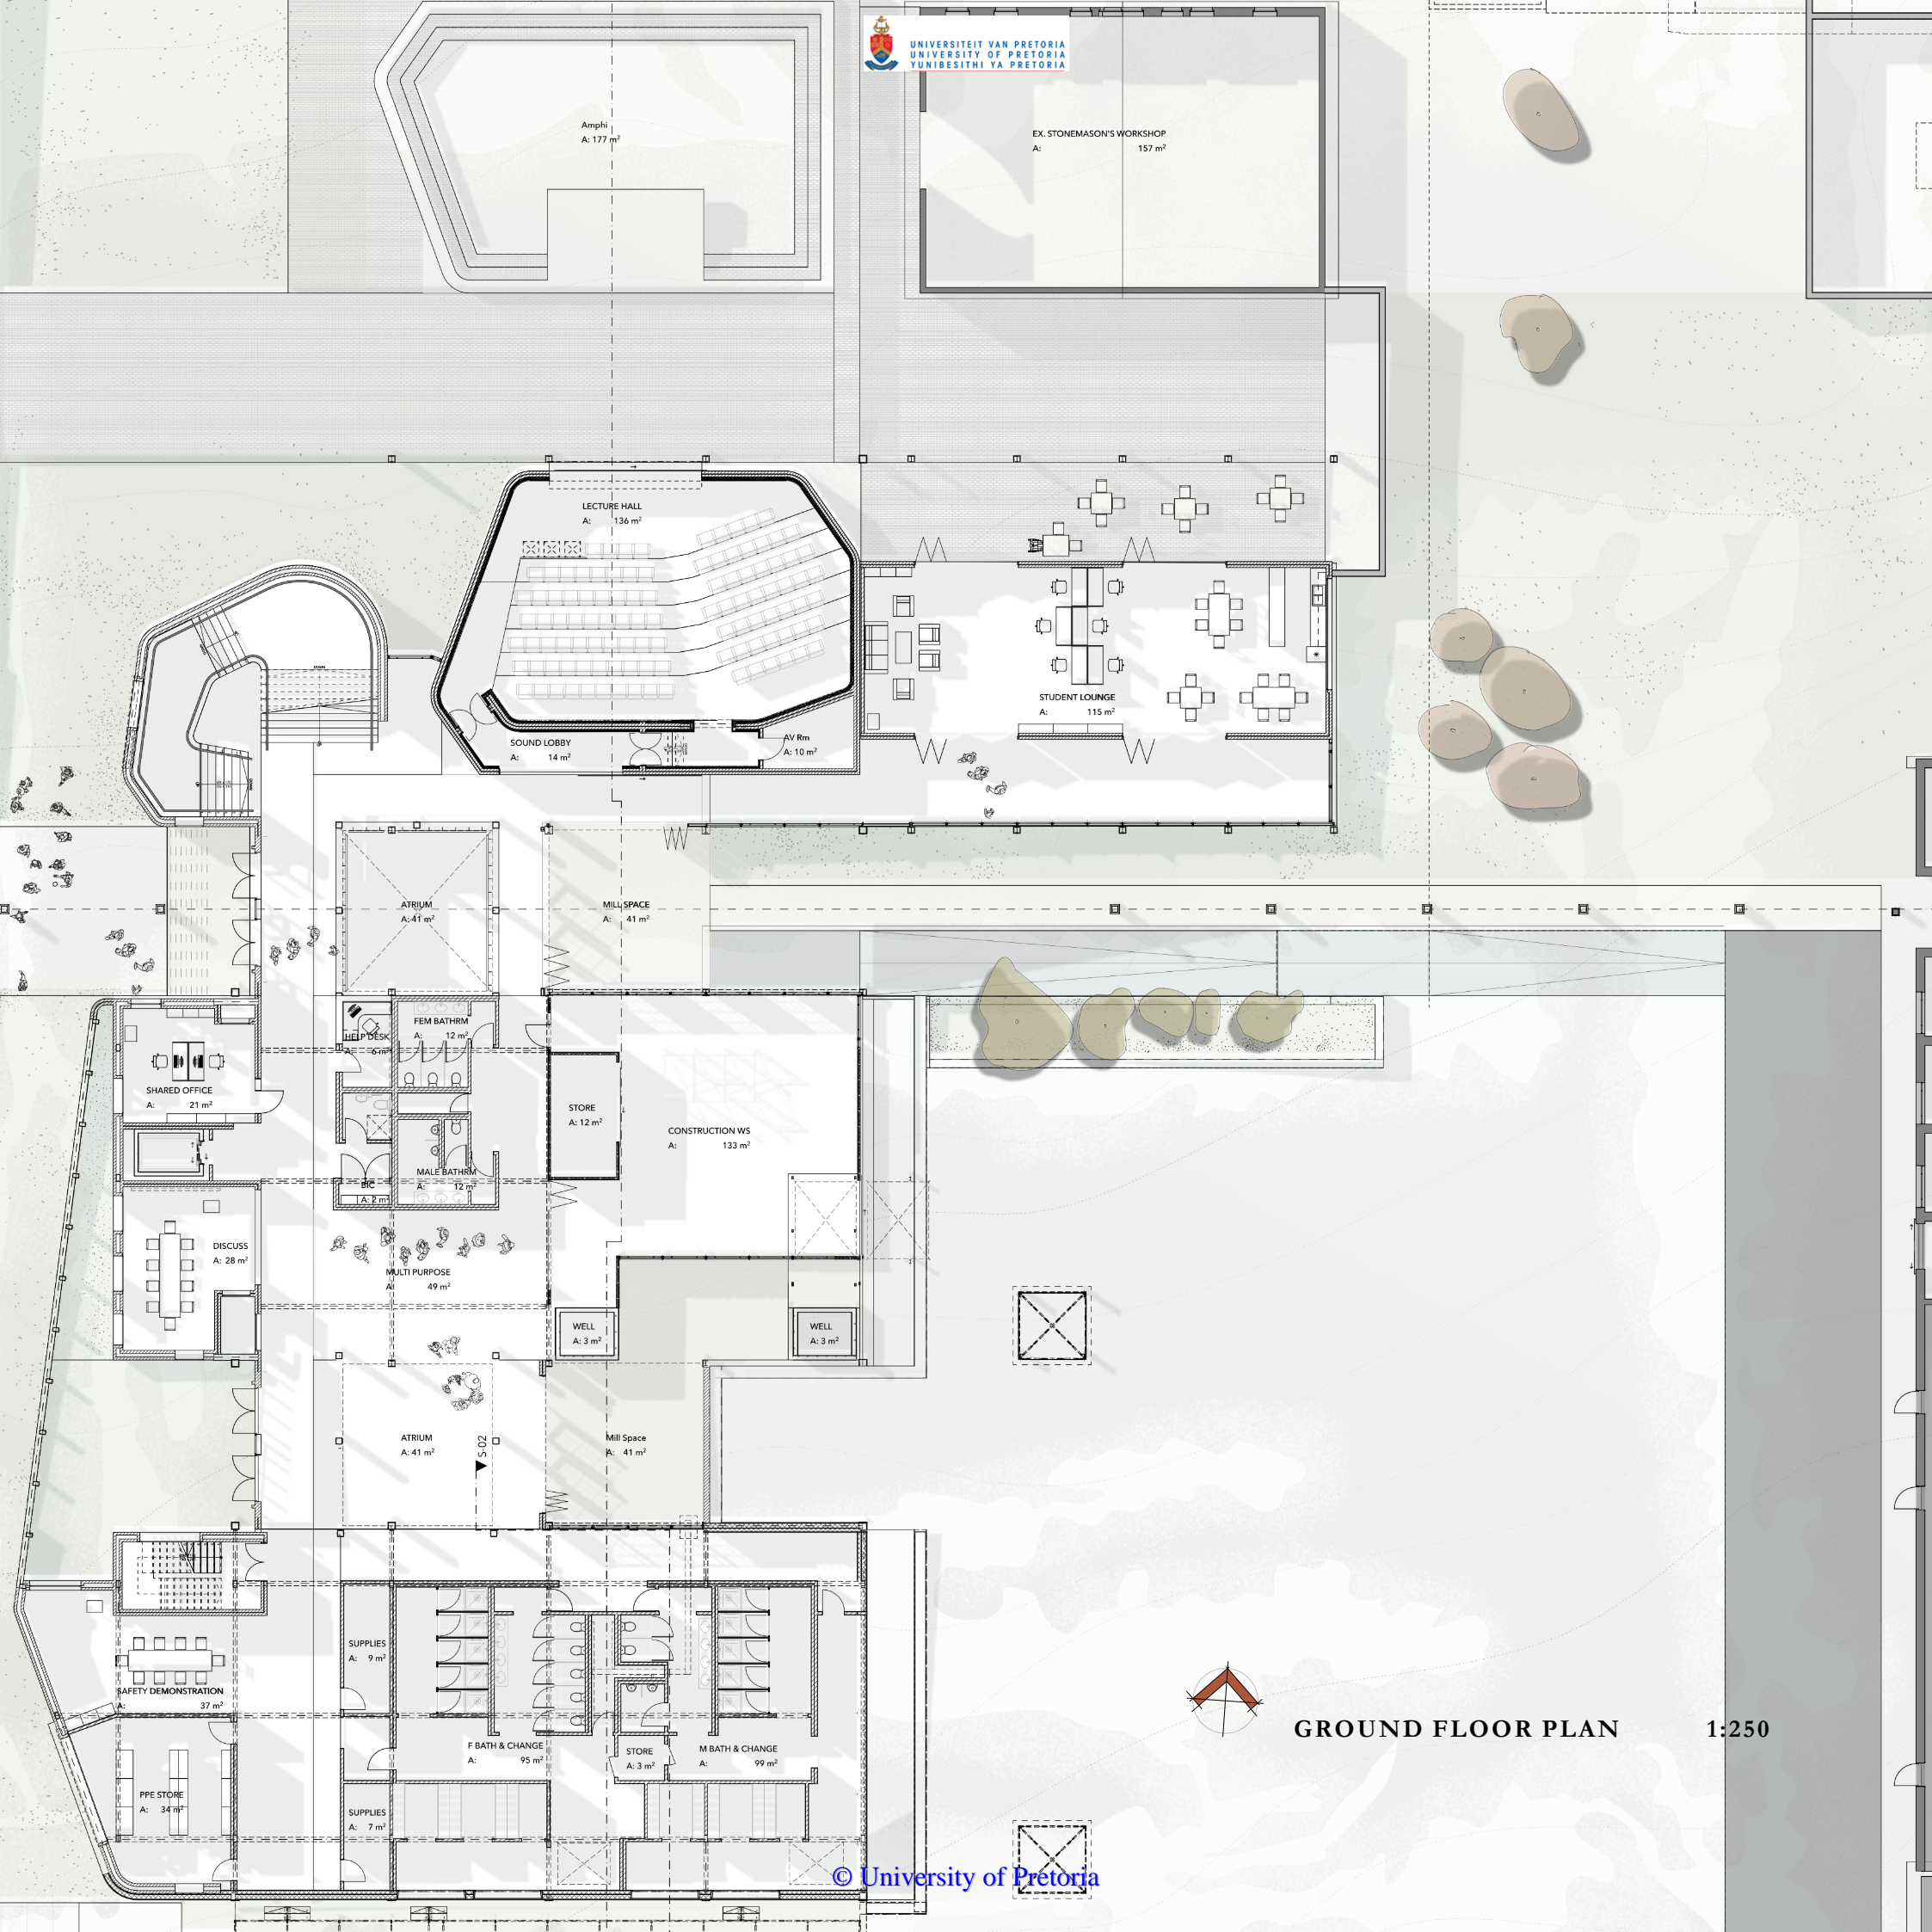 UNIVERSITEIT VAN PRETORIA
UNIVERSITY OF PRETORIA
YUNIBESITHI YA PRETORIA
Amphi
A: 177 m²
EX. STONEMASON'S WORKSHOP
A: 157 m²
LECTURE HALL
A: 136 m²
STUDENT LOUNGE
A: 115 m²
SOUND LOBBY
A: 14 m²
AV Rm
A: 10 m²
ATRIUM
A: 41 m²
MILL SPACE
A: 41 m²
HELP DESK
A: 6 m²
FEM BATHRM
A: 12 m²
SHARED OFFICE
A: 21 m²
STORE
A: 12 m²
CONSTRUCTION WS
A: 133 m²
MALE BATHRM
A: 12 m²
BIC
A: 2 m²
DISCUSS
A: 28 m²
MULTI PURPOSE
A: 49 m²
WELL
A: 3 m²
WELL
A: 3 m²
ATRIUM
A: 41 m²
S-02
Mill Space
A: 41 m²
SUPPLIES
A: 9 m²
SAFETY DEMONSTRATION
A: 37 m²
F BATH & CHANGE
A: 95 m²
STORE
A: 3 m²
M BATH & CHANGE
A: 99 m²
PPE STORE
A: 34 m²
SUPPLIES
A: 7 m²
GROUND FLOOR PLAN 1:250
© University of Pretoria